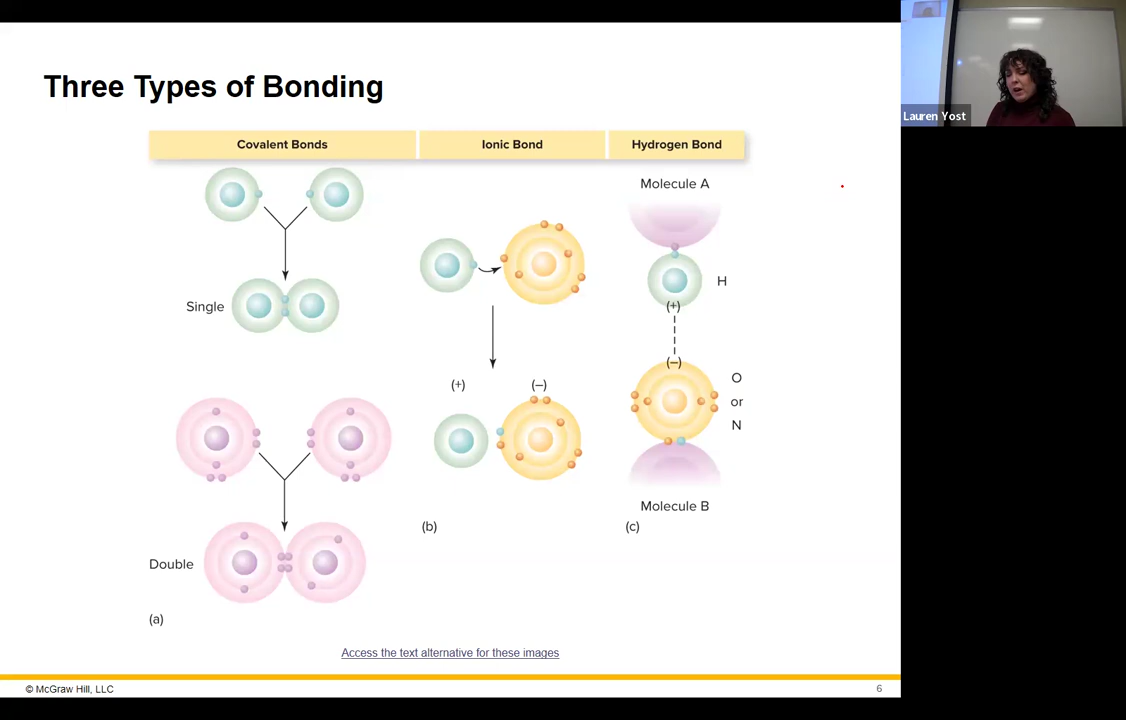 Three Types of Bonding
Covalent Bonds
Ionic Bond
Hydrogen Bond
Single
Double
(a)
(+)
(–)
(b)
Molecule A
H
(+)
(–)
O
or
N
Molecule B
(c)
Access the text alternative for these images
© McGraw Hill, LLC
6
Lauren Yost